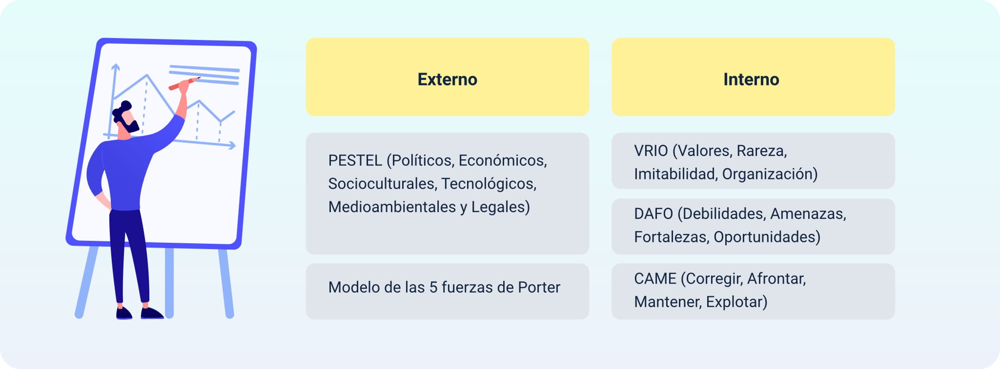 Externo
PESTEL (Políticos, Económicos,
Socioculturales, Tecnológicos,
Medioambientales y Legales)
Modelo de las 5 fuerzas de Porter
Interno
VRIO (Valores, Rareza,
Imitabilidad, Organización)
DAFO (Debilidades, Amenazas,
Fortalezas, Oportunidades)
CAME (Corregir, Afrontar,
Mantener, Explotar)